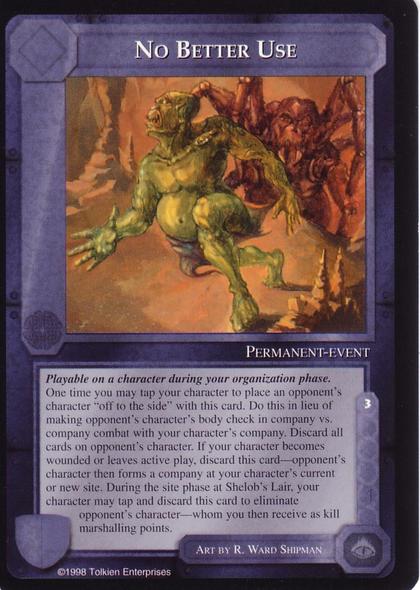 No Better Use
Permanent-event
Playable on a character during your organization phase.
One time you may tap your character to place an opponent's
character “off to the side” with this card. Do this in lieu of
making opponent's character's body check in company vs.
company combat with your character's company. Discard all
cards on opponent's character. If your character becomes
wounded or leaves active play, discard this card—opponent's
character then forms a company at your character's current
or new site. During the site phase at Shelob's Lair, your
character may tap and discard this card to eliminate
opponent's character—whom you then receive as kill
marshalling points.
3
Art by R. Ward Shipman
©1998 Tolkien Enterprises